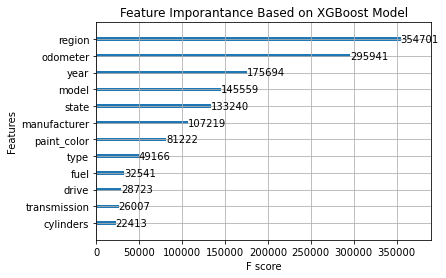 Feature Imporantance Based on XGBoost Model
Features
region 354701
odometer 295941
year 175694
model 145559
state 133240
manufacturer 107219
paint_color 81222
type 49166
fuel 32541
drive 28723
transmission 26007
cylinders 22413
0 50000 100000 150000 200000 250000 300000 350000
F score